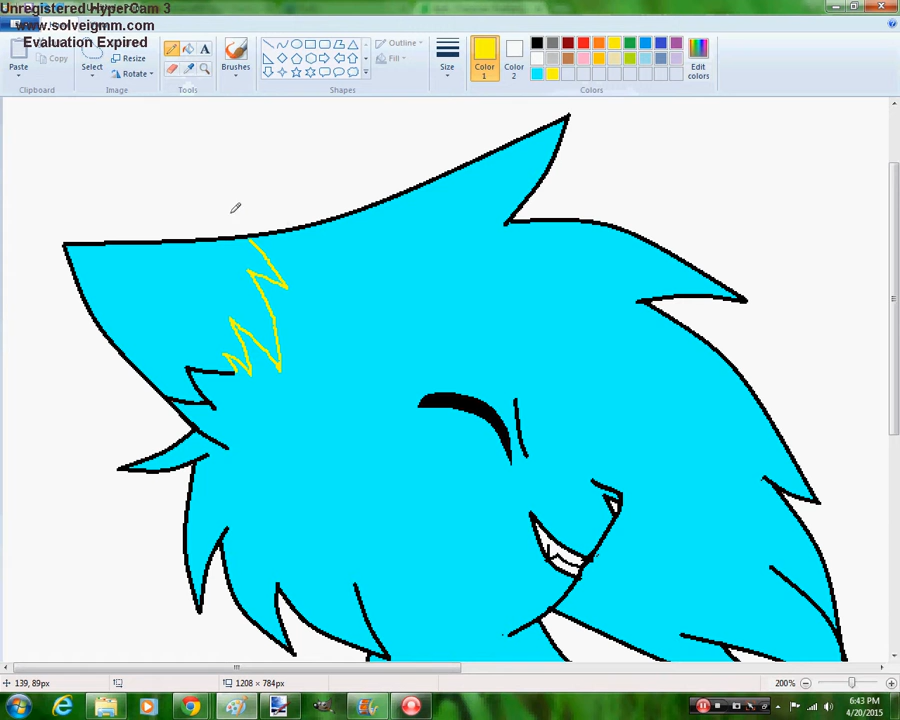 Unregistered HyperCam 3
www.solveigmm.com
Evaluation Expired
Paste
Copy
Select
Resize
Rotate
A
Brushes
Outline
Fill
Size
Color
1
Color
2
Edit
colors
Clipboard
Image
Tools
Shapes
Colors
139, 89px
1208 × 784px
200%
6:43 PM
4/20/2015